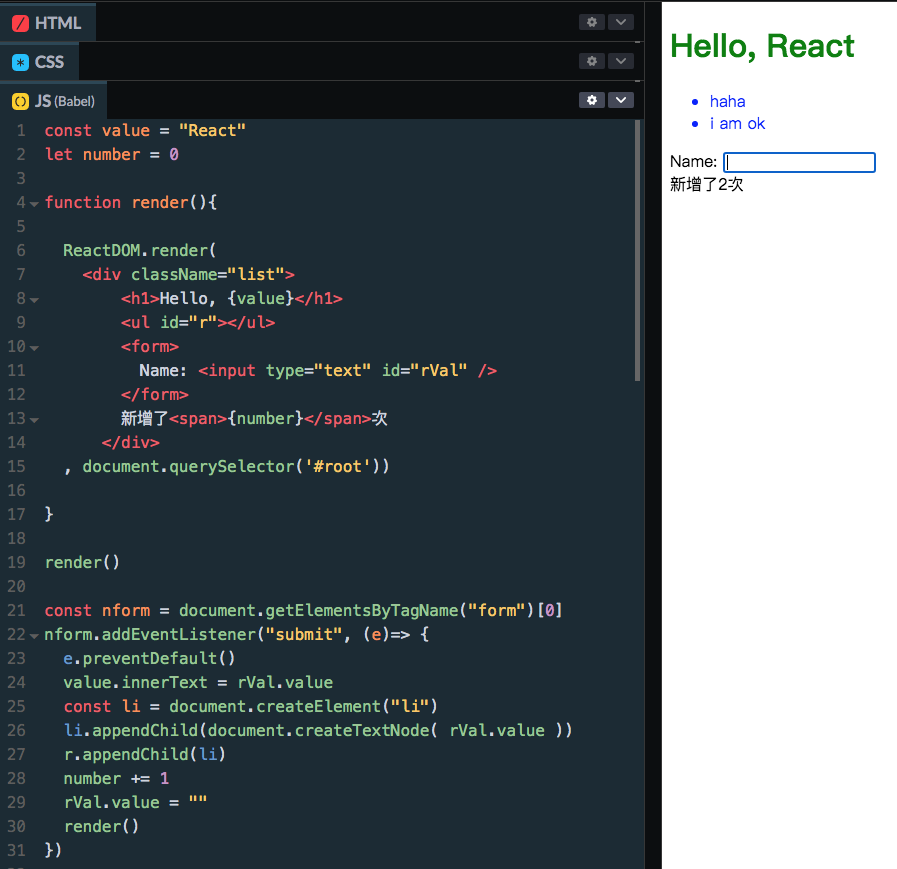 HTML
CSS
JS (Babel)
1 const value = "React"
2 let number = 0
3
4 function render(){
5
6 ReactDOM.render(
7 <div className="list">
8 <h1>Hello, {value}</h1>
9 <ul id="r"></ul>
10 <form>
11 Name: <input type="text" id="rVal" />
12 </form>
13 新增了<span>{number}</span>次
14 </div>
15 , document.querySelector('#root'))
16
17 }
18
19 render()
20
21 const nform = document.getElementsByTagName("form")[0]
22 nform.addEventListener("submit", (e)=> {
23 e.preventDefault()
24 value.innerText = rVal.value
25 const li = document.createElement("li")
26 li.appendChild(document.createTextNode( rVal.value ))
27 r.appendChild(li)
28 number += 1
29 rVal.value = ""
30 render()
31 })
Hello, React
haha
i am ok
Name:
新增了2次